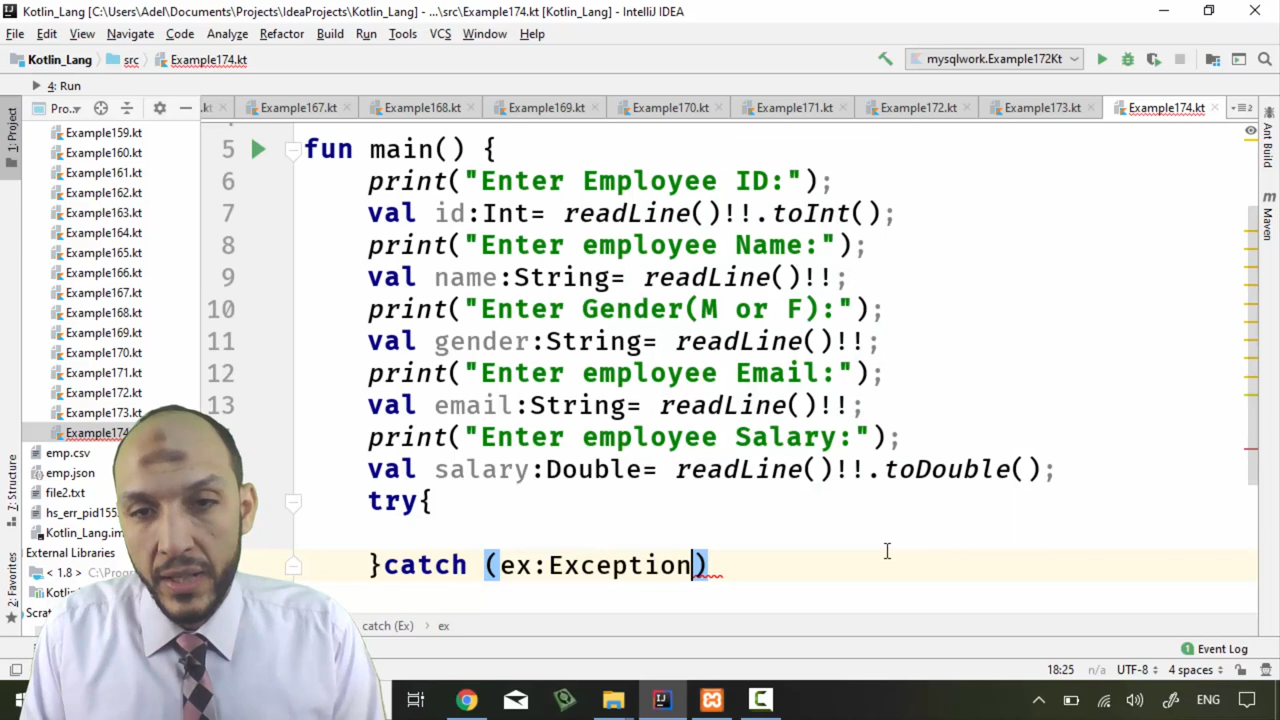 Kotlin_Lang [C:\Users\Adel\Documents\Projects\IdeaProjects\Kotlin_Lang] - ...\src\Example174.kt [Kotlin_Lang] - IntelliJ IDEA
File Edit View Navigate Code Analyze Refactor Build Run Tools VCS Window Help
Kotlin_Lang src Example174.kt mysqlwork.Example172Kt
4: Run
1: Project
Pro... .kt Example167.kt Example168.kt Example169.kt Example170.kt Example171.kt Example172.kt Example173.kt Example174.kt
Example159.kt
Example160.kt
Example161.kt
Example162.kt
Example163.kt
Example164.kt
Example165.kt
Example166.kt
Example167.kt
Example168.kt
Example169.kt
Example170.kt
Example171.kt
Example172.kt
Example173.kt
Example174
emp.csv
emp.json
file2.txt
hs_err_pid155
Kotlin_Lang.im
External Libraries
< 1.8 > C:\Progr
Kotlin
Scrat
5 fun main() {
6 print("Enter Employee ID:");
7 val id:Int= readLine()!!.toInt();
8 print("Enter employee Name:");
9 val name:String= readLine()!!;
10 print("Enter Gender(M or F):");
11 val gender:String= readLine()!!;
12 print("Enter employee Email:");
13 val email:String= readLine()!!;
print("Enter employee Salary:");
val salary:Double= readLine()!!.toDouble();
try{
}catch (ex:Exception)
catch (Ex) › ex
Ant Build
Maven
7: Structure
2: Favorites
1 Event Log
18:25 n/a UTF-8 4 spaces
ENG